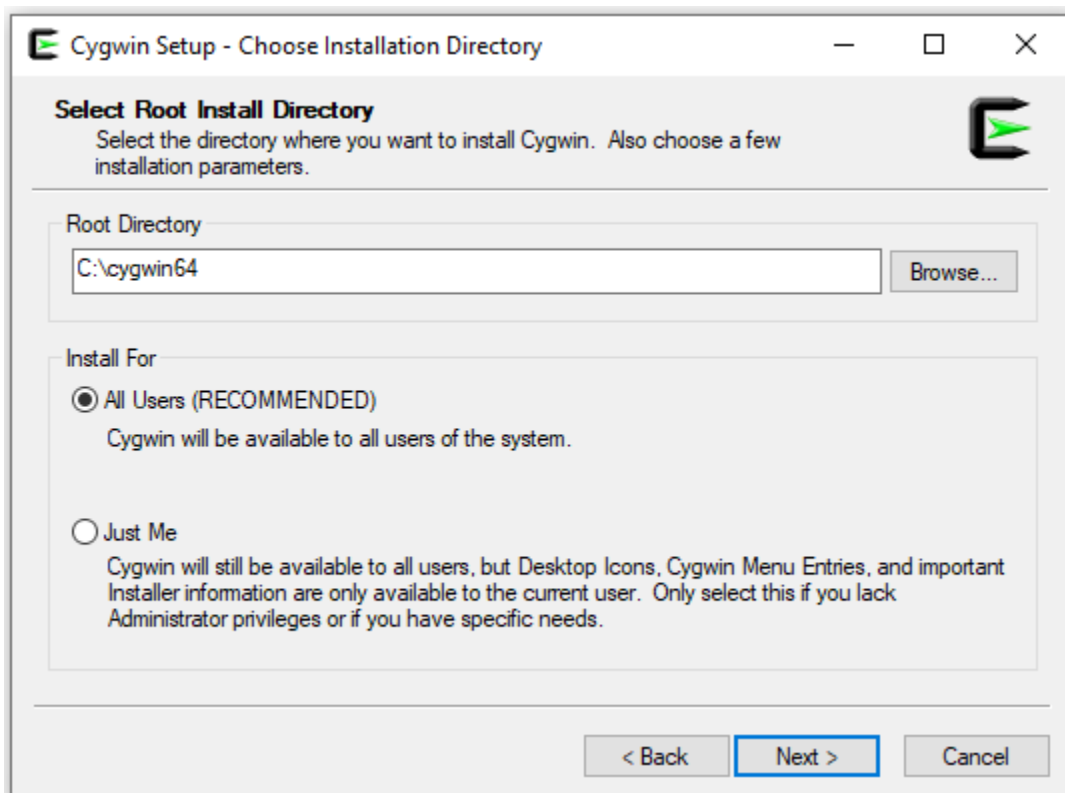 Cygwin Setup - Choose Installation Directory
Select Root Install Directory
Select the directory where you want to install Cygwin. Also choose a few
installation parameters.
Root Directory
C:\cygwin64
Browse...
Install For
All Users (RECOMMENDED)
Cygwin will be available to all users of the system.
Just Me
Cygwin will still be available to all users, but Desktop Icons, Cygwin Menu Entries, and important
Installer information are only available to the current user. Only select this if you lack
Administrator privileges or if you have specific needs.
< Back
Next >
Cancel